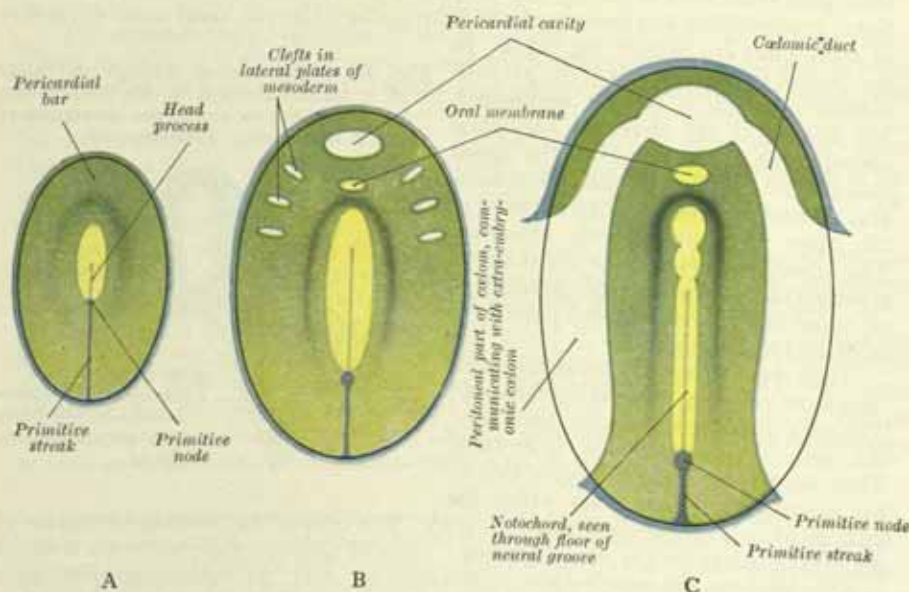 Pericardial cavity
Clefts in
lateral plates of
mesoderm
Cœlomic duct
Pericardial
bar
Head
process
Oral membrane
Peritoneal part of cœlom, com-
municating with extra-embry-
onic cœlom
Primitive
streak
Primitive
node
Notochord, seen
through floor of
neural groove
Primitive node
Primitive streak
A
B
C